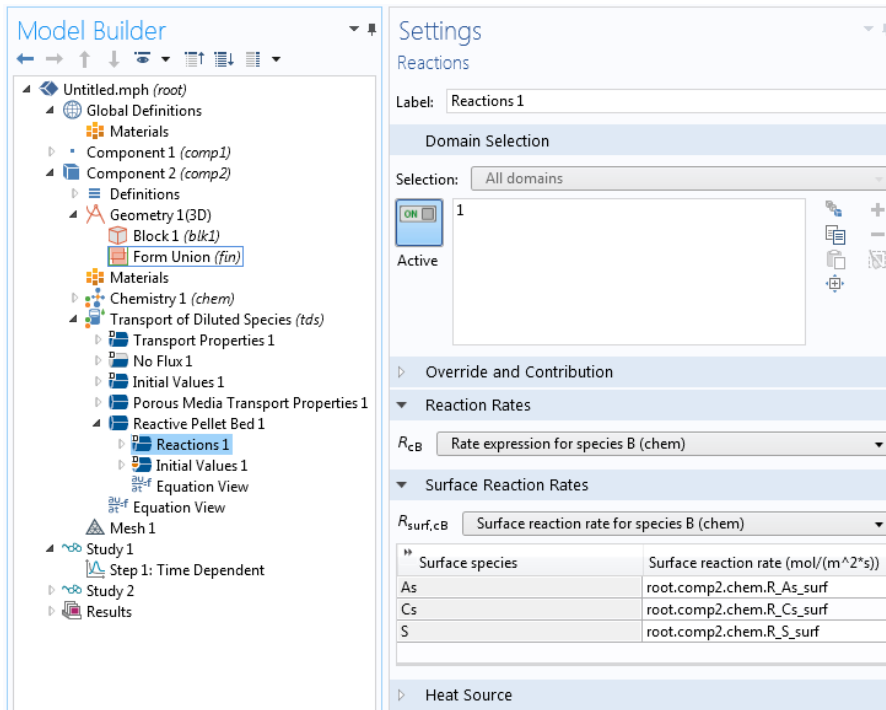 Model Builder
Untitled.mph (root)
Global Definitions
Materials
Component 1 (comp1)
Component 2 (comp2)
Definitions
Geometry 1(3D)
Block 1 (blk1)
Form Union (fin)
Materials
Chemistry 1 (chem)
Transport of Diluted Species (tds)
Transport Properties 1
No Flux 1
Initial Values 1
Porous Media Transport Properties 1
Reactive Pellet Bed 1
Reactions 1
Initial Values 1
Equation View
Equation View
Mesh 1
Study 1
Step 1: Time Dependent
Study 2
Results
Settings
Reactions
Label: Reactions 1
Domain Selection
Selection: All domains
ON
1
Active
Override and Contribution
Reaction Rates
RcB Rate expression for species B (chem)
Surface Reaction Rates
Rsurf,cB Surface reaction rate for species B (chem)
Surface species Surface reaction rate (mol/(m^2*s))
As root.comp2.chem.R_As_surf
Cs root.comp2.chem.R_Cs_surf
S root.comp2.chem.R_S_surf
Heat Source